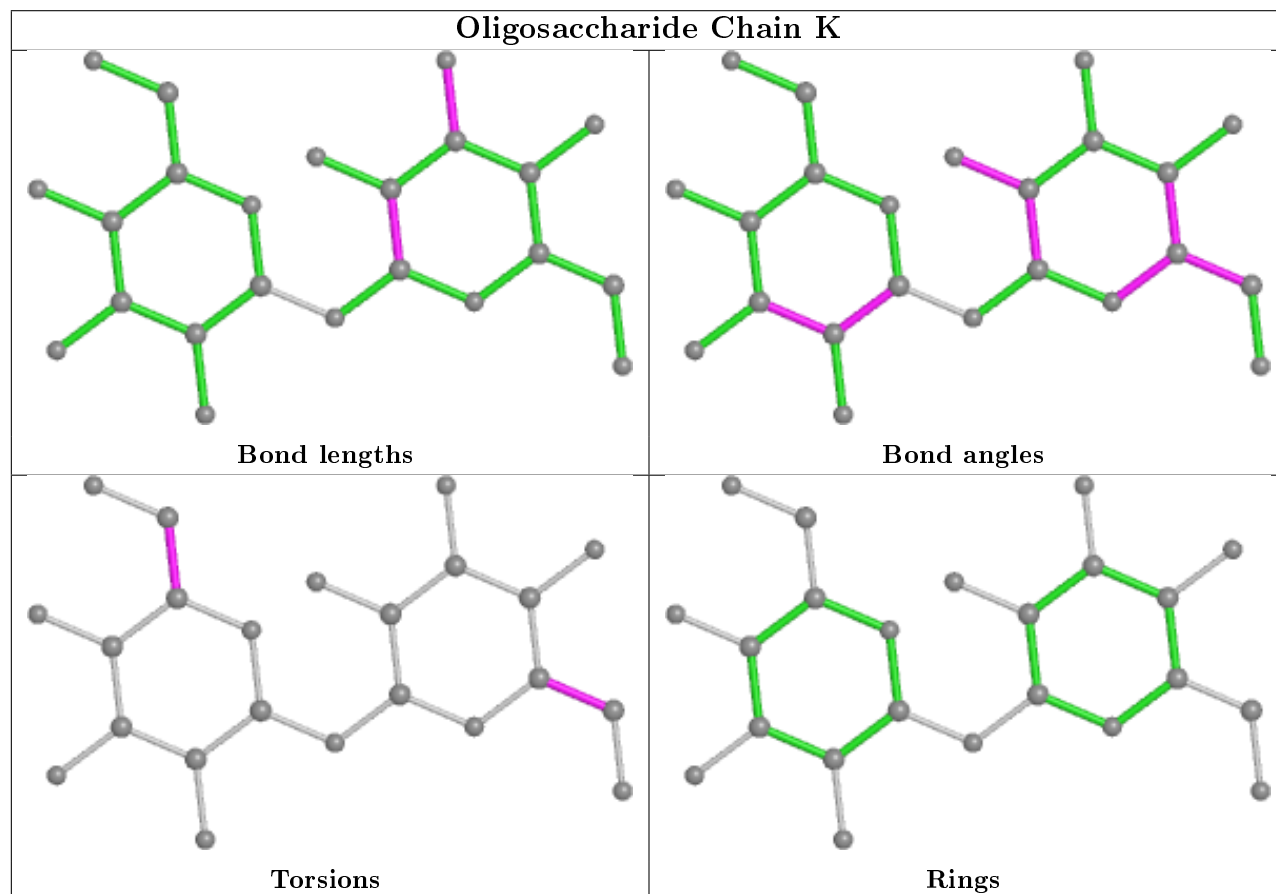 Oligosaccharide Chain K
Bond lengths
Bond angles
Torsions
Rings